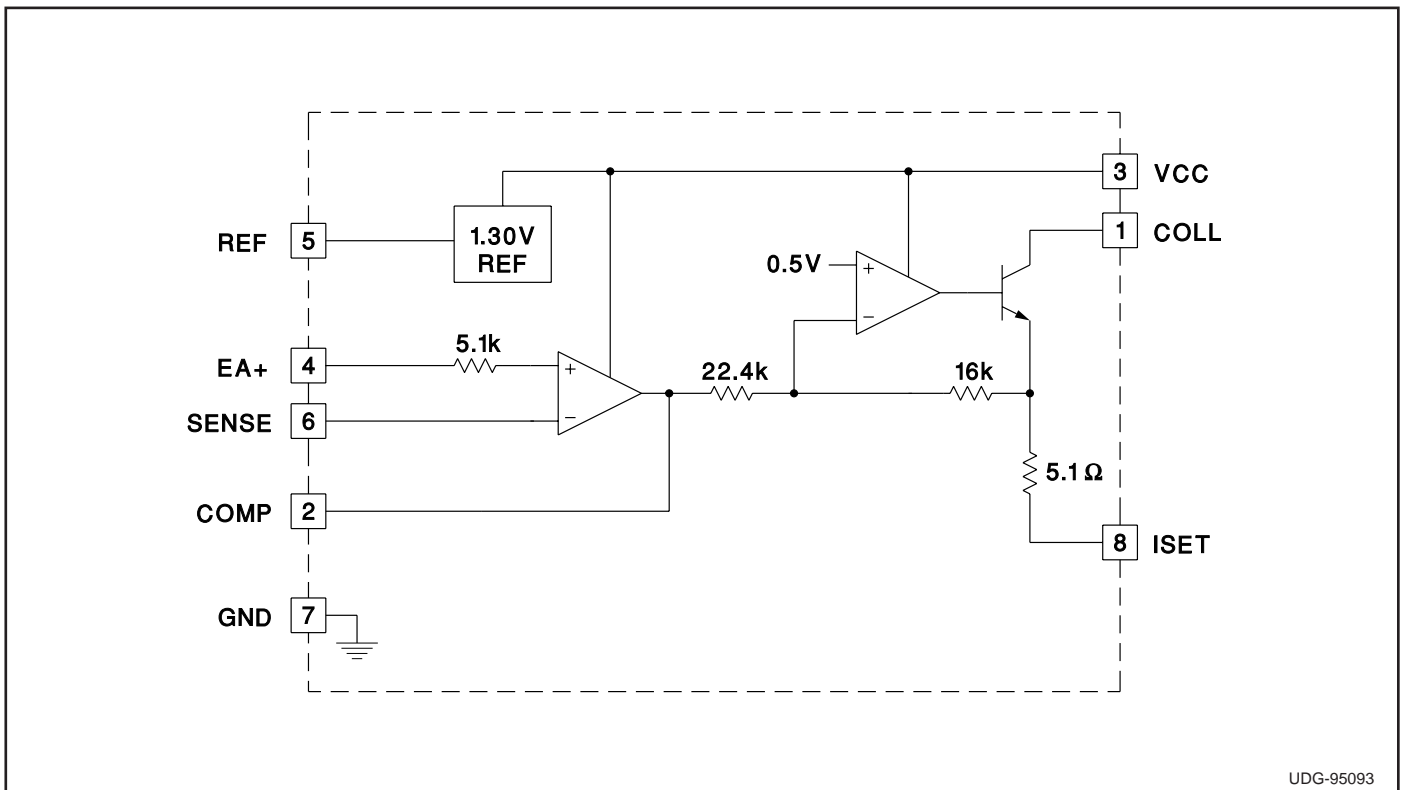 3 VCC
REF 5
1.30V
REF
1 COLL
0.5V
+
−
EA+ 4
5.1k
+
−
22.4k
16k
SENSE 6
5.1 Ω
COMP 2
8 ISET
GND 7
UDG-95093